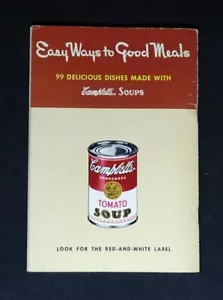 Easy Ways to Good Meals
99 DELICIOUS DISHES MADE WITH
Campbell's SOUPS
Campbell's
CONDENSED
TOMATO
SOUP
LOOK FOR THE RED-AND-WHITE LABEL